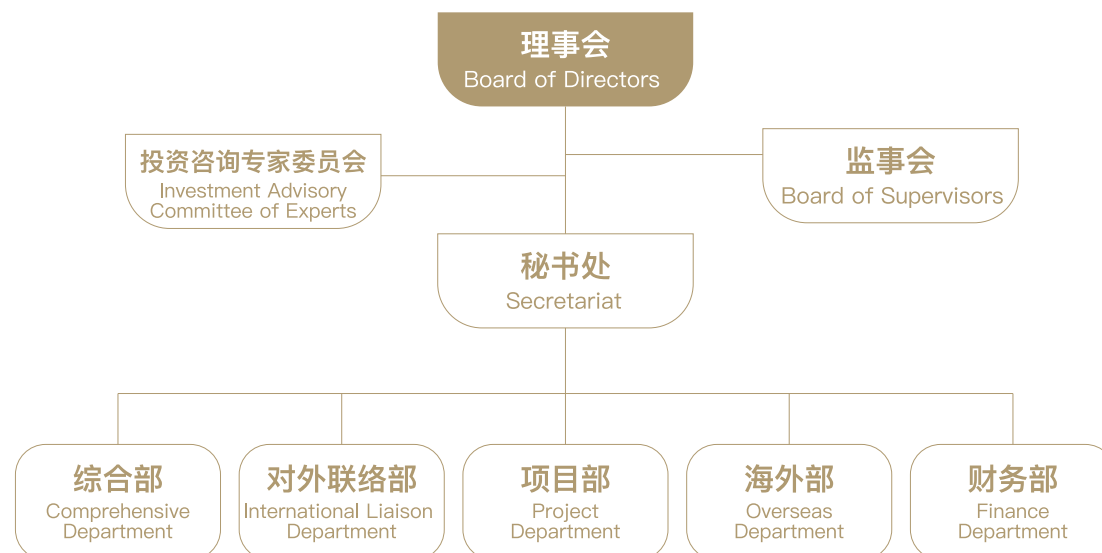 理事会
Board of Directors
投资咨询专家委员会
Investment Advisory
Committee of Experts
监事会
Board of Supervisors
秘书处
Secretariat
综合部
Comprehensive
Department
对外联络部
International Liaison
Department
项目部
Project
Department
海外部
Overseas
Department
财务部
Finance
Department